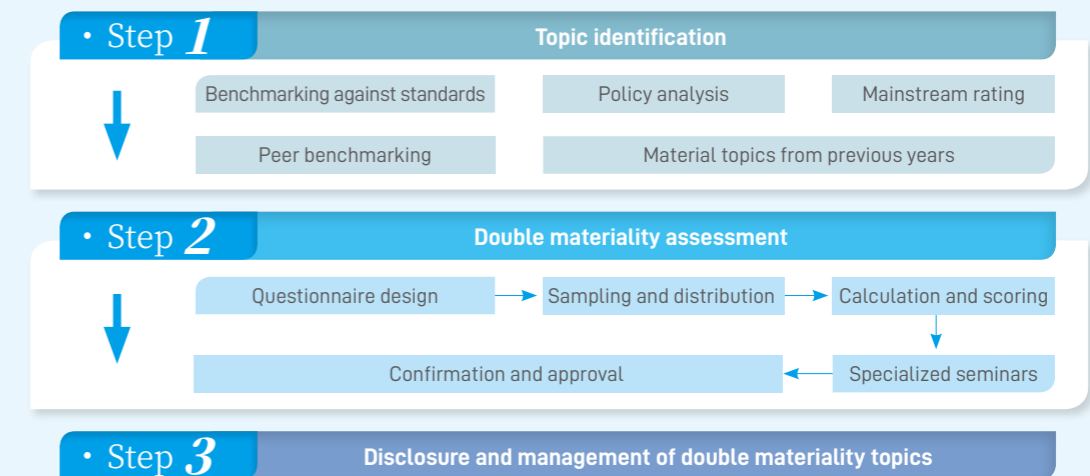 • Step 1 Topic identification
Benchmarking against standards Policy analysis Mainstream rating
Peer benchmarking Material topics from previous years
• Step 2 Double materiality assessment
Questionnaire design Sampling and distribution Calculation and scoring
Confirmation and approval Specialized seminars
• Step 3 Disclosure and management of double materiality topics